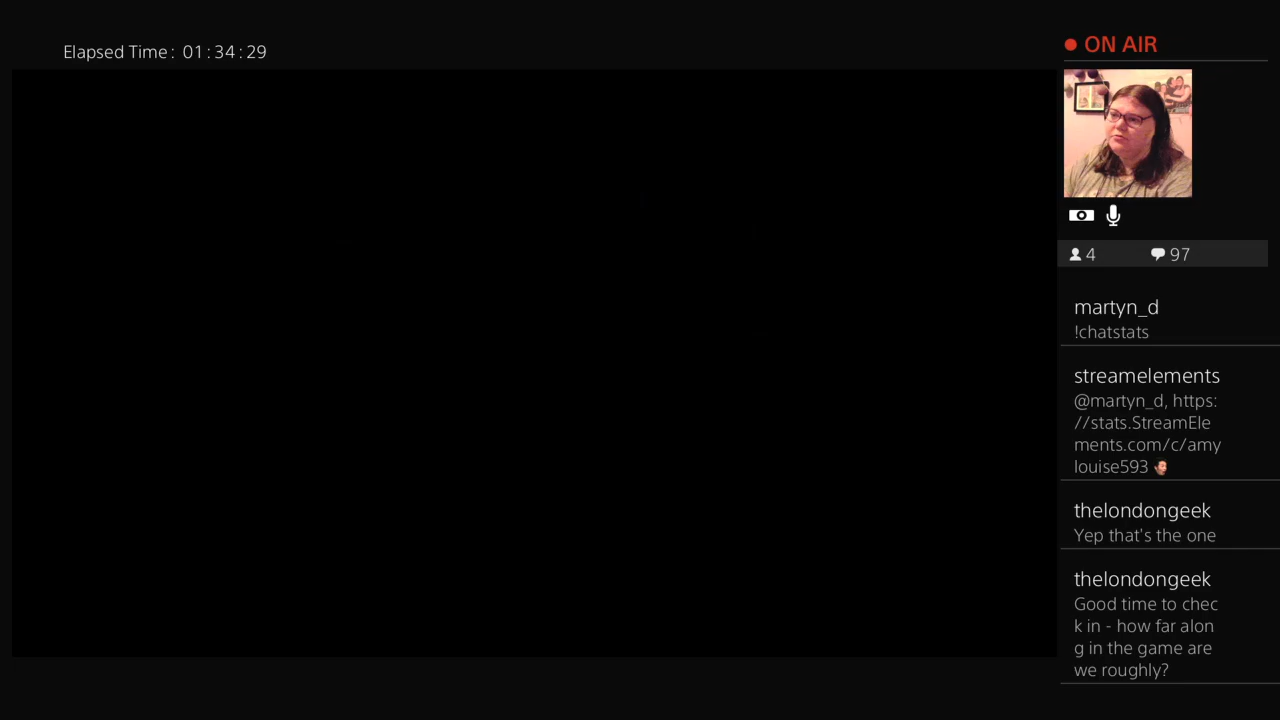 Elapsed Time: 01:34:29
ON AIR
4 97
martyn_d
!chatstats
streamelements
@martyn_d, https:
//stats.StreamEle
ments.com/c/amy
louise593
thelondongeek
Yep that's the one
thelondongeek
Good time to chec
k in - how far alon
g in the game are
we roughly?